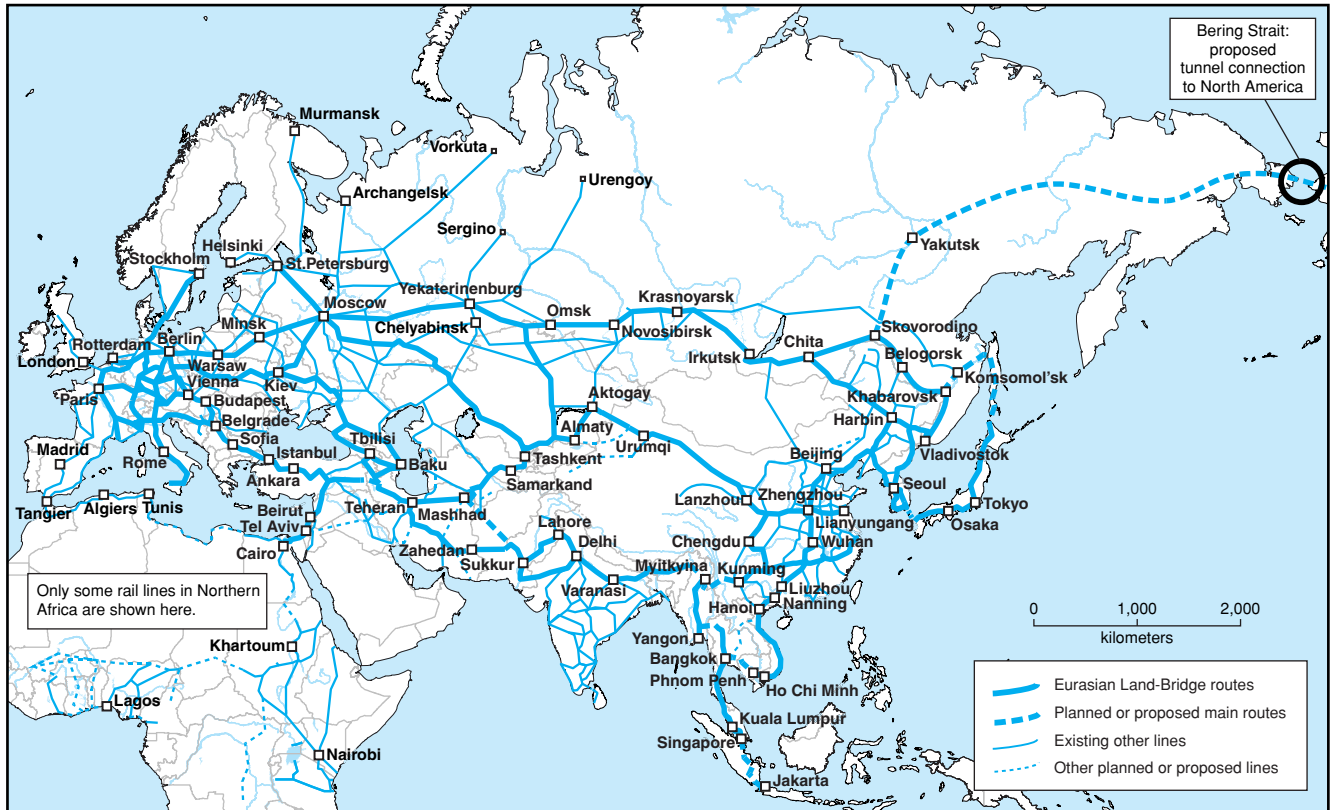 Bering Strait:
proposed
tunnel connection
to North America
Murmansk
Vorkuta
Urengoy
Archangelsk
Sergino
Yakutsk
Helsinki
Stockholm
St.Petersburg
Yekaterinenburg
Krasnoyarsk
Moscow
Omsk
Chelyabinsk
Novosibirsk
Skovorodino
Minsk
Berlin
Rotterdam
Chita
London
Warsaw
Irkutsk
Belogorsk
Vienna
Komsomol'sk
Kiev
Paris
Budapest
Aktogay
Khabarovsk
Belgrade
Harbin
Almaty
Sofia
Tbilisi
Madrid
Istanbul
Urumqi
Beijing
Vladivostok
Rome
Baku
Tashkent
Ankara
Samarkand
Seoul
Lanzhou
Zhengzhou
Teheran
Mashhad
Tokyo
Tangier
Algiers
Tunis
Beirut
Lianyungang
Osaka
Tel Aviv
Lahore
Cairo
Zahedan
Delhi
Chengdu
Wuhan
Sukkur
Myitkyina
Kunming
Varanasi
Liuzhou
Nanning
Hanoi
Only some rail lines in Northern
Africa are shown here.
0 1,000 2,000
kilometers
Khartoum
Yangon
Bangkok
Phnom Penh
Ho Chi Minh
Lagos
Kuala Lumpur
Singapore
Nairobi
Jakarta
Eurasian Land-Bridge routes
Planned or proposed main routes
Existing other lines
Other planned or proposed lines